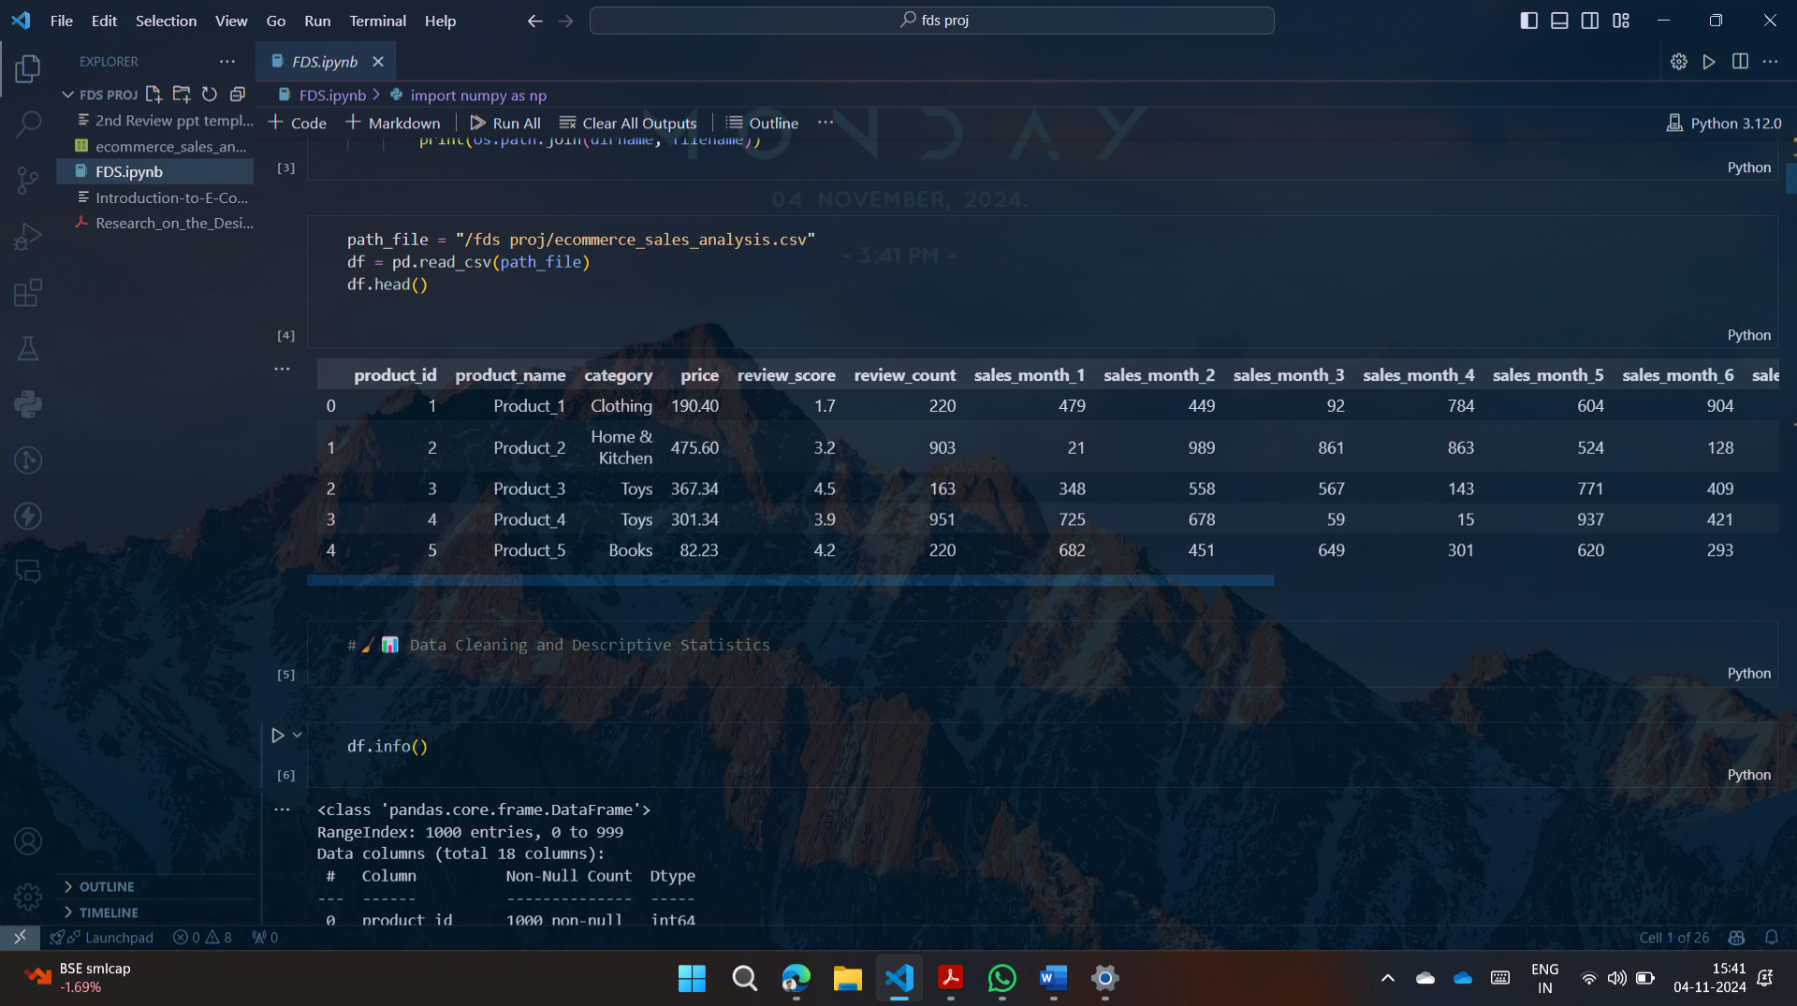 File Edit Selection View Go Run Terminal Help
fds proj
EXPLORER
FDS.ipynb
FDS PROJ
2nd Review ppt templ...
ecommerce_sales_an...
FDS.ipynb
Introduction-to-E-Co...
Research_on_the_Desi...
FDS.ipynb > import numpy as np
Code Markdown Run All Clear All Outputs Outline ...
Python 3.12.0
MONDAY
print(os.path.join(dirname, filename))
[3]
Python
04 NOVEMBER, 2024.
- 3:41 PM -
path_file = "/fds proj/ecommerce_sales_analysis.csv"
df = pd.read_csv(path_file)
df.head()
[4]
Python
product_id product_name category price review_score review_count sales_month_1 sales_month_2 sales_month_3 sales_month_4 sales_month_5 sales_month_6 sale
0 1 Product_1 Clothing 190.40 1.7 220 479 449 92 784 604 904
1 2 Product_2 Home & Kitchen 475.60 3.2 903 21 989 861 863 524 128
2 3 Product_3 Toys 367.34 4.5 163 348 558 567 143 771 409
3 4 Product_4 Toys 301.34 3.9 951 725 678 59 15 937 421
4 5 Product_5 Books 82.23 4.2 220 682 451 649 301 620 293
#🖌️📊 Data Cleaning and Descriptive Statistics
[5]
Python
df.info()
[6]
Python
<class 'pandas.core.frame.DataFrame'>
RangeIndex: 1000 entries, 0 to 999
Data columns (total 18 columns):
# Column Non-Null Count Dtype
--- ------ -------------- -----
0 product_id 1000 non-null int64
OUTLINE
TIMELINE
Launchpad 0 8 0
Cell 1 of 26
BSE smlcap
-1.69%
ENG
IN
15:41
04-11-2024